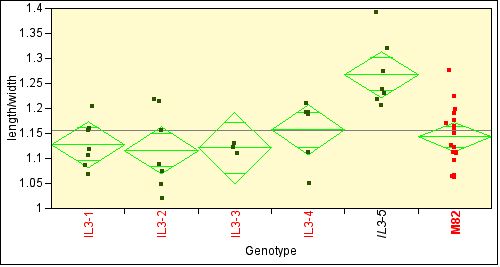 1.4
1.35
1.3
1.25
1.2
1.15
1.1
1.05
1
length/width
IL3-1
IL3-2
IL3-3
IL3-4
IL3-5
M82
Genotype